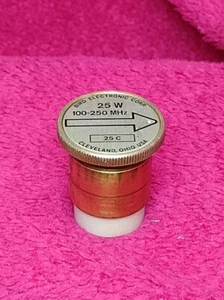 BIRD ELECTRONIC CORP.
25 W
100-250 MHz
25 C
CLEVELAND, OHIO, USA